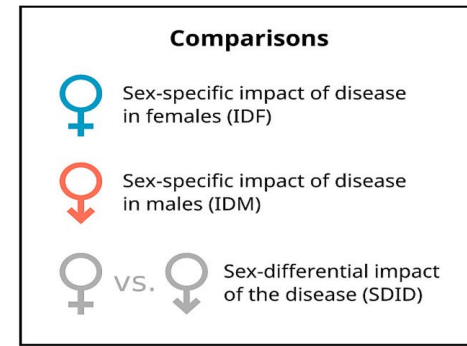 Comparisons
Sex-specific impact of disease
in females (IDF)
Sex-specific impact of disease
in males (IDM)
vs.
Sex-differential impact
of the disease (SDID)